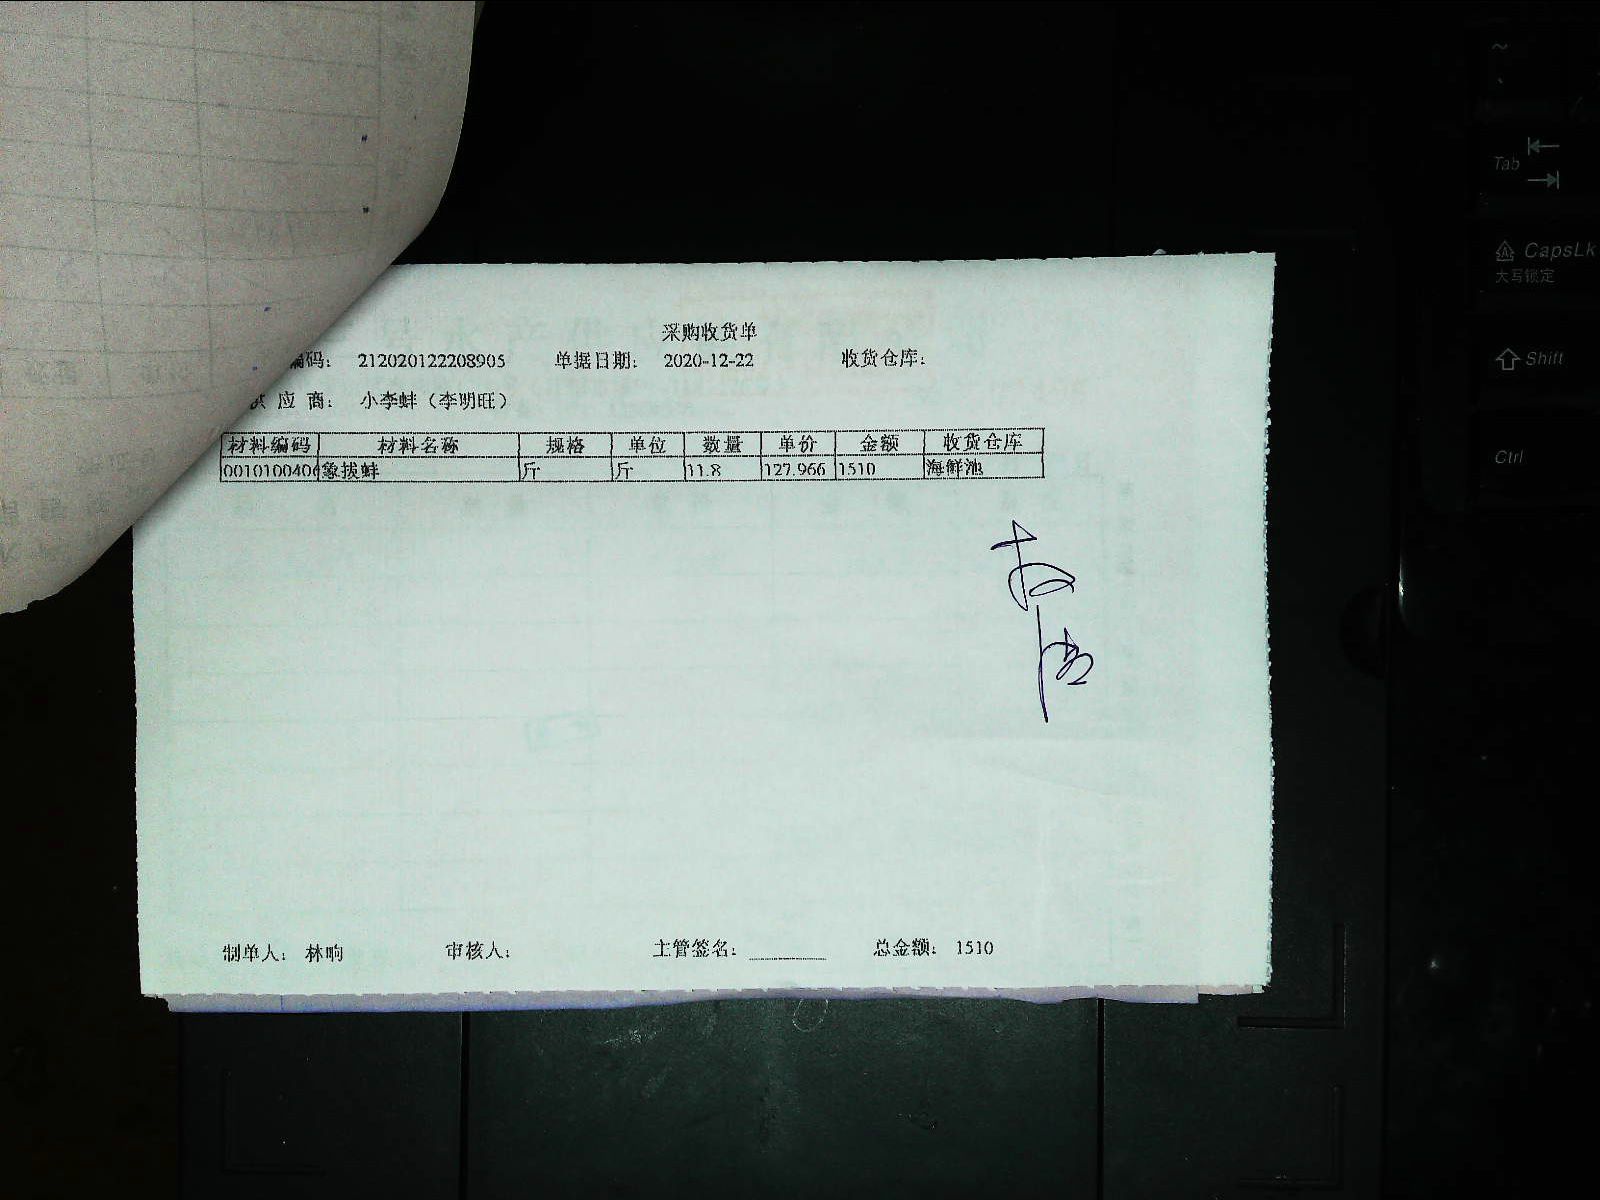 采购收货单
编码: 212020122208905 单据日期: 2020-12-22 收货仓库:
供应商: 小李蚌（李明旺）
材料编码 材料名称 规格 单位 数量 单价 金额 收货仓库
0010100406 象拔蚌 斤 斤 11.8 127.966 1510 海鲜池
制单人: 林响 审核人: 主管签名: 总金额: 1510
~
Tab
CapsLk
大写锁定
Shift
Ctrl